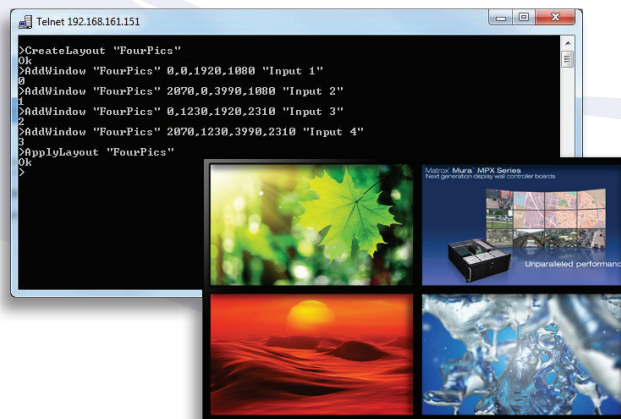 Telnet 192.168.161.151
>CreateLayout "FourPics"
Ok
>AddWindow "FourPics" 0,0,1920,1080 "Input 1"
0
>AddWindow "FourPics" 2070,0,3990,1080 "Input 2"
1
>AddWindow "FourPics" 0,1230,1920,2310 "Input 3"
2
>AddWindow "FourPics" 2070,1230,3990,2310 "Input 4"
3
>ApplyLayout "FourPics"
Ok
>
Matrox Mura™ MPX Series
Next generation display wall controller boards
Unparalleled performanc